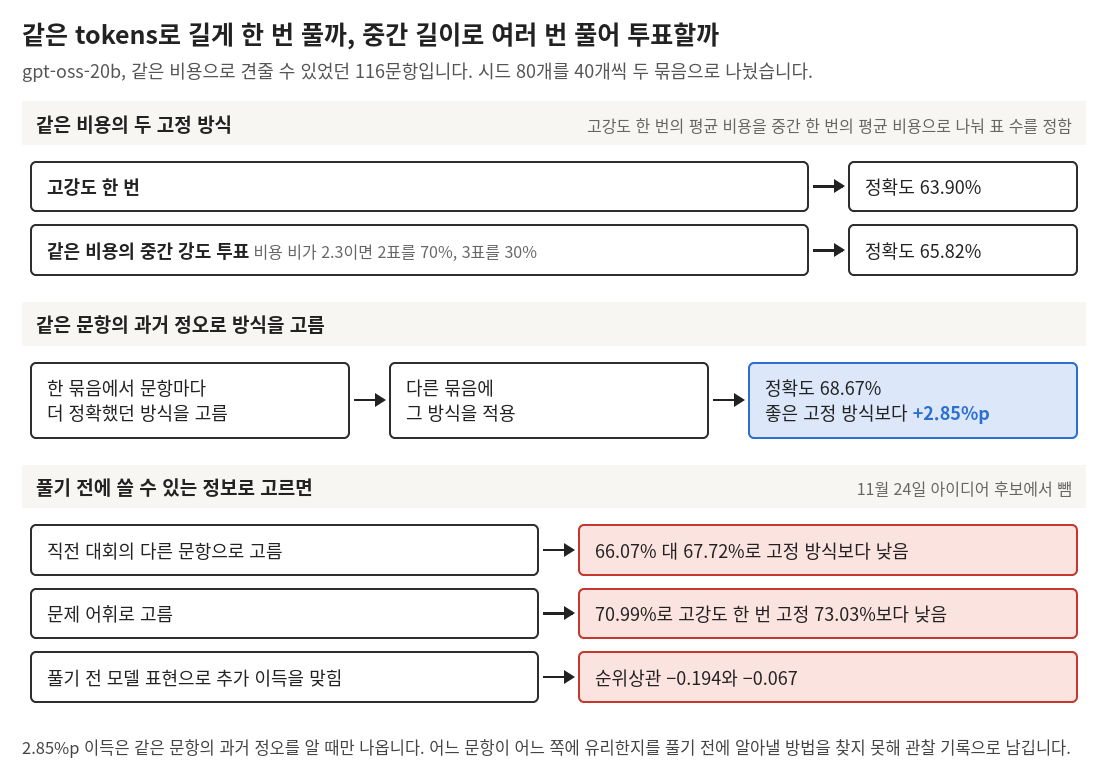 같은 tokens로 길게 한 번 풀까, 중간 길이로 여러 번 풀어 투표할까
gpt-oss-20b, 같은 비용으로 견줄 수 있었던 116문항입니다. 시드 80개를 40개씩 두 묶음으로 나눴습니다.
같은 비용의 두 고정 방식
고강도 한 번의 평균 비용을 중간 한 번의 평균 비용으로 나눠 표 수를 정함
고강도 한 번
정확도 63.90%
같은 비용의 중간 강도 투표 비용 비가 2.3이면 2표를 70%, 3표를 30%
정확도 65.82%
같은 문항의 과거 정오로 방식을 고름
한 묶음에서 문항마다
더 정확했던 방식을 고름
다른 묶음에
그 방식을 적용
정확도 68.67%
좋은 고정 방식보다 +2.85%p
풀기 전에 쓸 수 있는 정보로 고르면
11월 24일 아이디어 후보에서 뺌
직전 대회의 다른 문항으로 고름
66.07% 대 67.72%로 고정 방식보다 낮음
문제 어휘로 고름
70.99%로 고강도 한 번 고정 73.03%보다 낮음
풀기 전 모델 표현으로 추가 이득을 맞힘
순위상관 −0.194와 −0.067
2.85%p 이득은 같은 문항의 과거 정오를 알 때만 나옵니다. 어느 문항이 어느 쪽에 유리한지를 풀기 전에 알아낼 방법을 찾지 못해 관찰 기록으로 남깁니다.